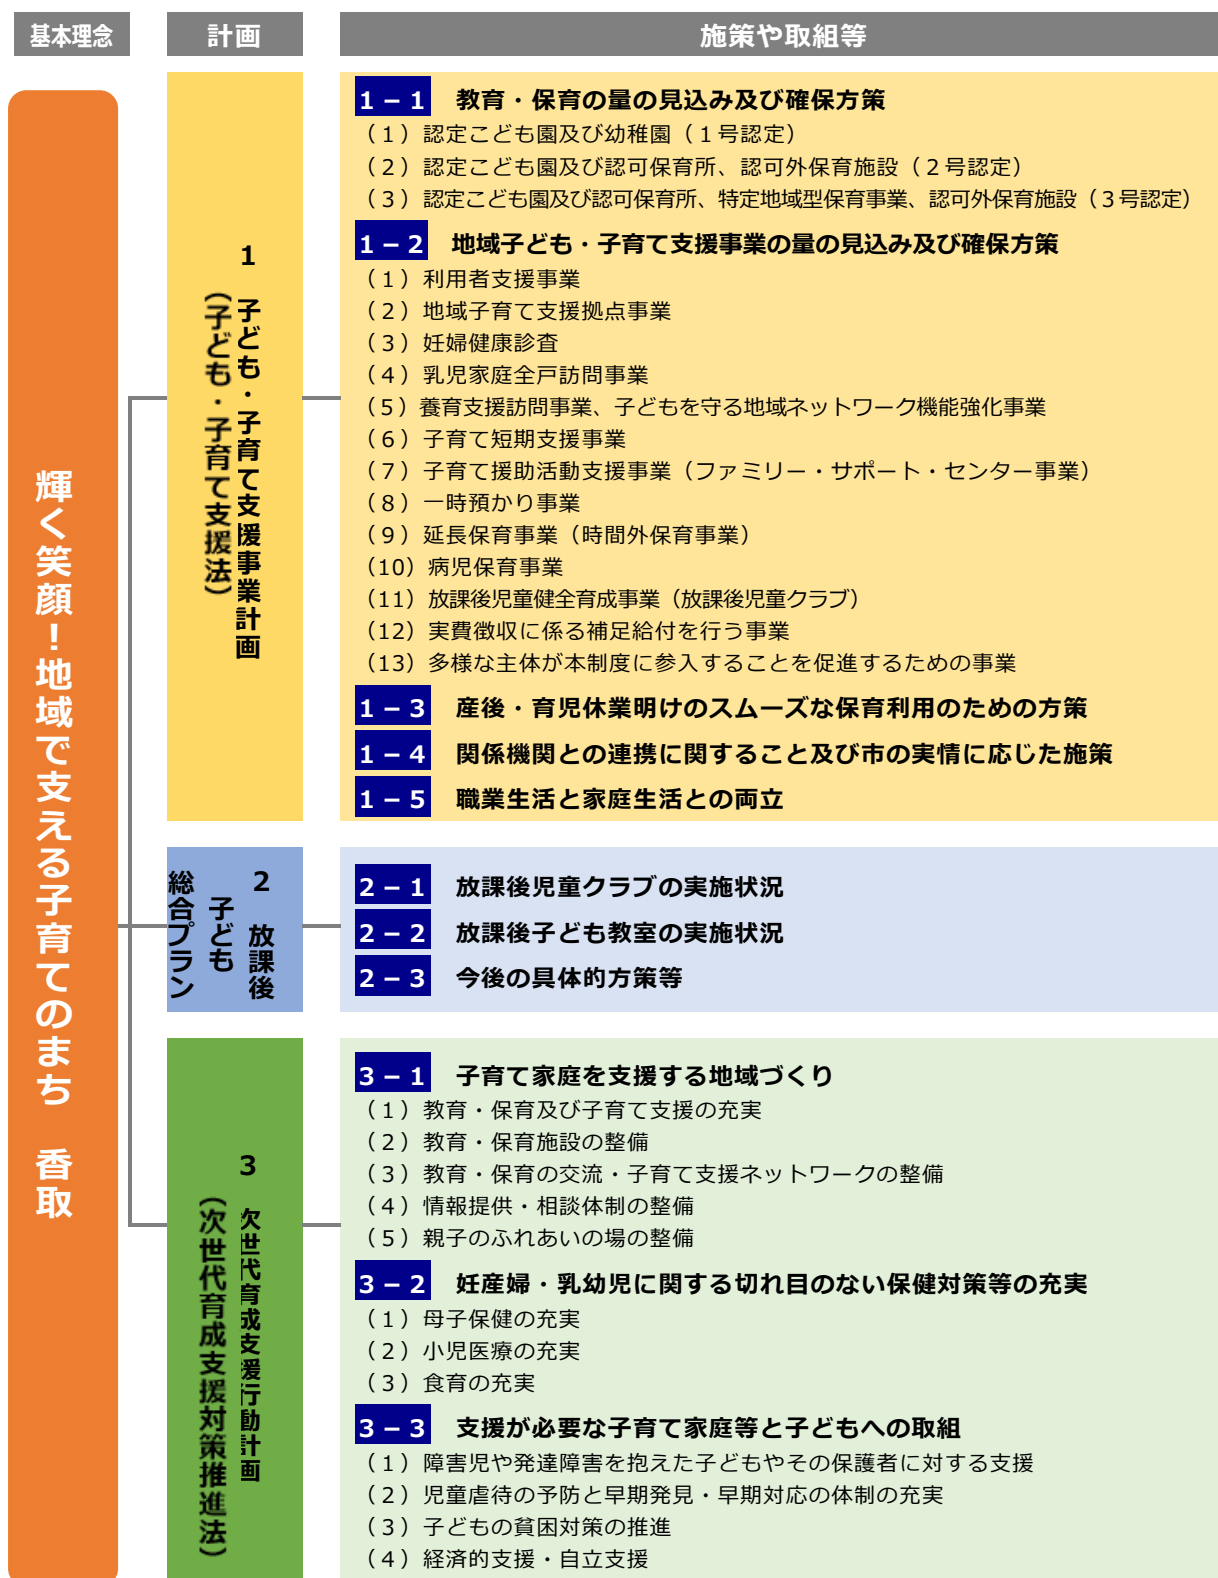 基本理念
計画
施策や取組等
輝く笑顔！地域で支える子育てのまち　香取
1　子ども・子育て支援事業計画
（子ども・子育て支援法）
1－1　教育・保育の量の見込み及び確保方策
（1）認定こども園及び幼稚園（1号認定）
（2）認定こども園及び認可保育所、認可外保育施設（2号認定）
（3）認定こども園及び認可保育所、特定地域型保育事業、認可外保育施設（3号認定）
1－2　地域子ども・子育て支援事業の量の見込み及び確保方策
（1）利用者支援事業
（2）地域子育て支援拠点事業
（3）妊婦健康診査
（4）乳児家庭全戸訪問事業
（5）養育支援訪問事業、子どもを守る地域ネットワーク機能強化事業
（6）子育て短期支援事業
（7）子育て援助活動支援事業（ファミリー・サポート・センター事業）
（8）一時預かり事業
（9）延長保育事業（時間外保育事業）
（10）病児保育事業
（11）放課後児童健全育成事業（放課後児童クラブ）
（12）実費徴収に係る補足給付を行う事業
（13）多様な主体が本制度に参入することを促進するための事業
1－3　産後・育児休業明けのスムーズな保育利用のための方策
1－4　関係機関との連携に関すること及び市の実情に応じた施策
1－5　職業生活と家庭生活との両立
2　放課後
子ども
総合プラン
2－1　放課後児童クラブの実施状況
2－2　放課後子ども教室の実施状況
2－3　今後の具体的方策等
3　次世代育成支援行動計画
（次世代育成支援対策推進法）
3－1　子育て家庭を支援する地域づくり
（1）教育・保育及び子育て支援の充実
（2）教育・保育施設の整備
（3）教育・保育の交流・子育て支援ネットワークの整備
（4）情報提供・相談体制の整備
（5）親子のふれあいの場の整備
3－2　妊産婦・乳幼児に関する切れ目のない保健対策等の充実
（1）母子保健の充実
（2）小児医療の充実
（3）食育の充実
3－3　支援が必要な子育て家庭等と子どもへの取組
（1）障害児や発達障害を抱えた子どもやその保護者に対する支援
（2）児童虐待の予防と早期発見・早期対応の体制の充実
（3）子どもの貧困対策の推進
（4）経済的支援・自立支援